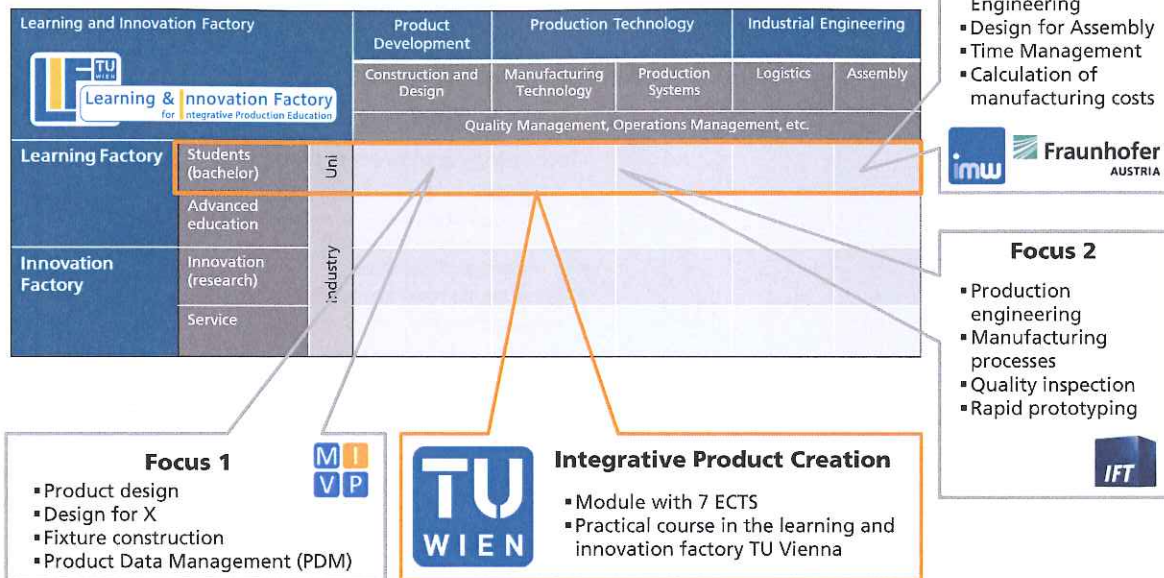 Engineering
▪ Design for Assembly
▪ Time Management
▪ Calculation of
manufacturing costs
imw Fraunhofer
AUSTRIA
Learning and Innovation Factory
Product
Development
Production Technology
Industrial Engineering
TU
WIEN
Learning & Innovation Factory
for Integrative Production Education
Construction and
Design
Manufacturing
Technology
Production
Systems
Logistics
Assembly
Quality Management, Operations Management, etc.
Learning Factory
Students
(bachelor)
Uni
Advanced
education
Industry
Innovation
Factory
Innovation
(research)
Service
Focus 2
▪ Production
engineering
▪ Manufacturing
processes
▪ Quality inspection
▪ Rapid prototyping
IFT
Focus 1
M I
V P
▪ Product design
▪ Design for X
▪ Fixture construction
▪ Product Data Management (PDM)
TU
WIEN
Integrative Product Creation
▪ Module with 7 ECTS
▪ Practical course in the learning and
innovation factory TU Vienna